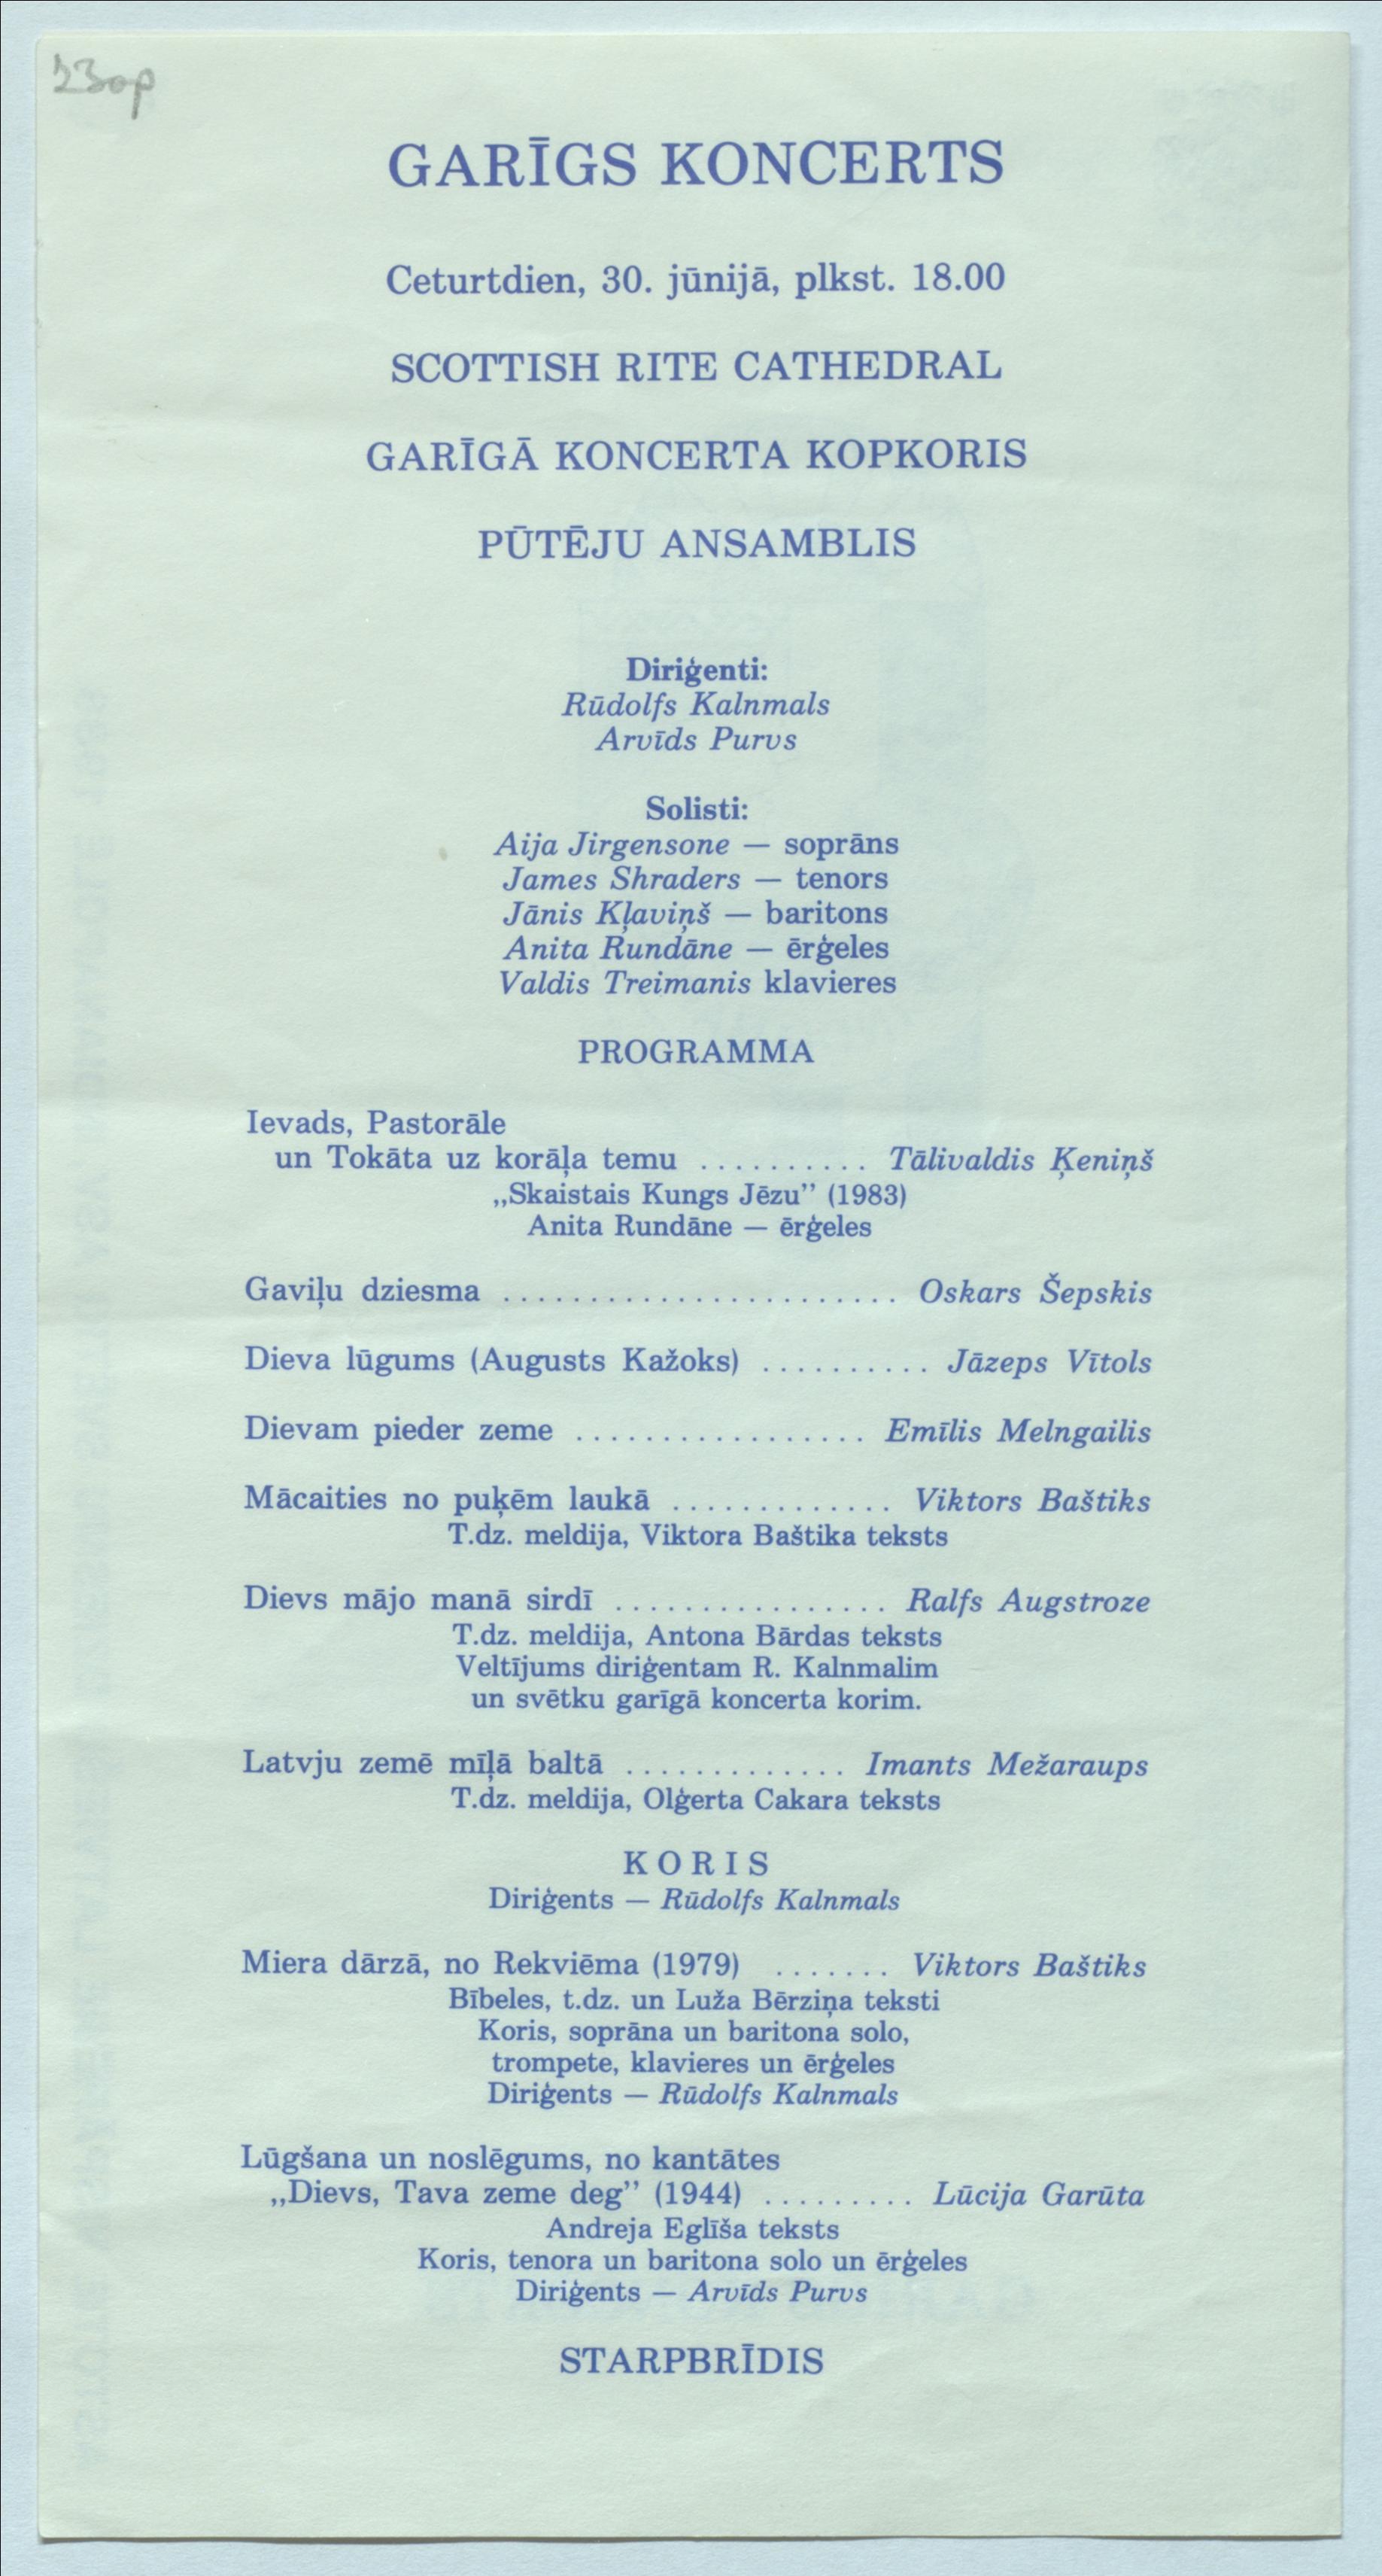 GARĪGS KONCERTS
Ceturtdien, 30. jūnijā, plkst. 18.00
SCOTTISH RITE CATHEDRAL
GARĪGĀ KONCERTA KOPKORIS
PŪTĒJU ANSAMBLIS
Diriģenti:
Rūdolfs Kalnmals
Arvīds Purvs
Solisti:
Aija Jirgensone — soprāns
James Shraders — tenors
Jānis Kļaviņš — baritons
Anita Rundāne — ērģeles
Valdis Treimanis klavieres
PROGRAMMA
Ievads, Pastorāle
un Tokāta uz korāļa temu .......... Tālivaldis Ķeniņš
„Skaistais Kungs Jēzu” (1983)
Anita Rundāne — ērģeles
Gaviļu dziesma ........................ Oskars Šepskis
Dieva lūgums (Augusts Kažoks) .......... Jāzeps Vītols
Dievam pieder zeme ................. Emīlis Melngailis
Mācaities no puķēm laukā ............. Viktors Baštiks
T.dz. meldija, Viktora Baštika teksts
Dievs mājo manā sirdī ................ Ralfs Augstroze
T.dz. meldija, Antona Bārdas teksts
Veltījums diriģentam R. Kalnmalim
un svētku garīgā koncerta korim.
Latvju zemē mīļā baltā ............. Imants Mežaraups
T.dz. meldija, Olģerta Cakara teksts
KORIS
Diriģents — Rūdolfs Kalnmals
Miera dārzā, no Rekviēma (1979) ....... Viktors Baštiks
Bībeles, t.dz. un Luža Bērziņa teksti
Koris, soprāna un baritona solo,
trompete, klavieres un ērģeles
Diriģents — Rūdolfs Kalnmals
Lūgšana un noslēgums, no kantātes
„Dievs, Tava zeme deg” (1944) ......... Lūcija Garūta
Andreja Eglīša teksts
Koris, tenora un baritona solo un ērģeles
Diriģents — Arvīds Purvs
STARPBRĪDIS